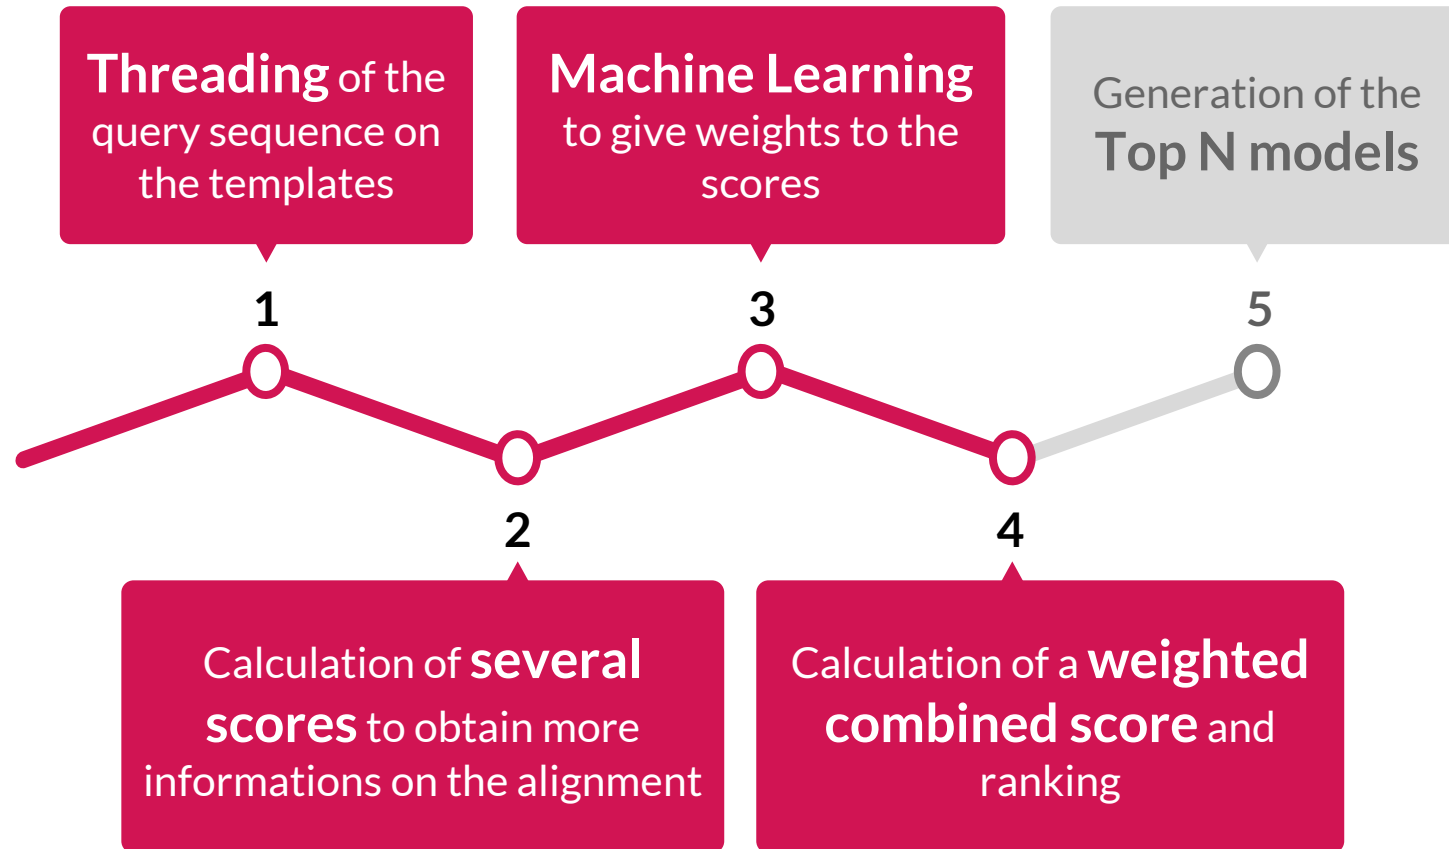 Threading of the
query sequence on
the templates
1
Calculation of several
scores to obtain more
informations on the alignment
2
Machine Learning
to give weights to the
scores
3
Calculation of a weighted
combined score and
ranking
4
Generation of the
Top N models
5